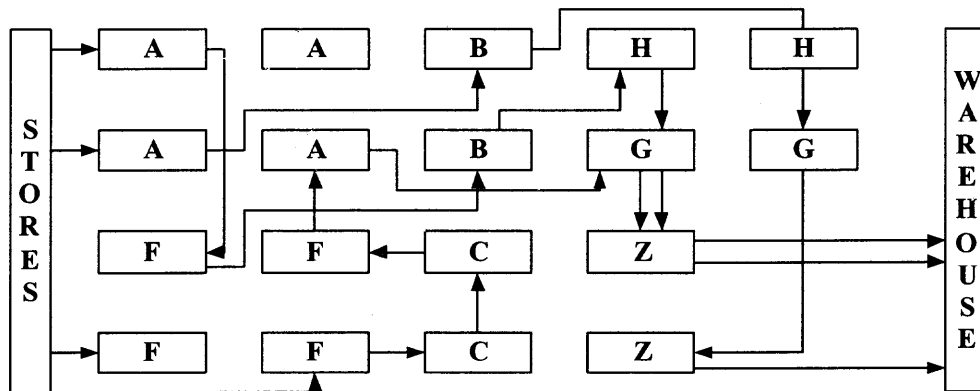 STORES
A A B H H
A A B G G
F F C Z
F F C Z
WAREHOUSE